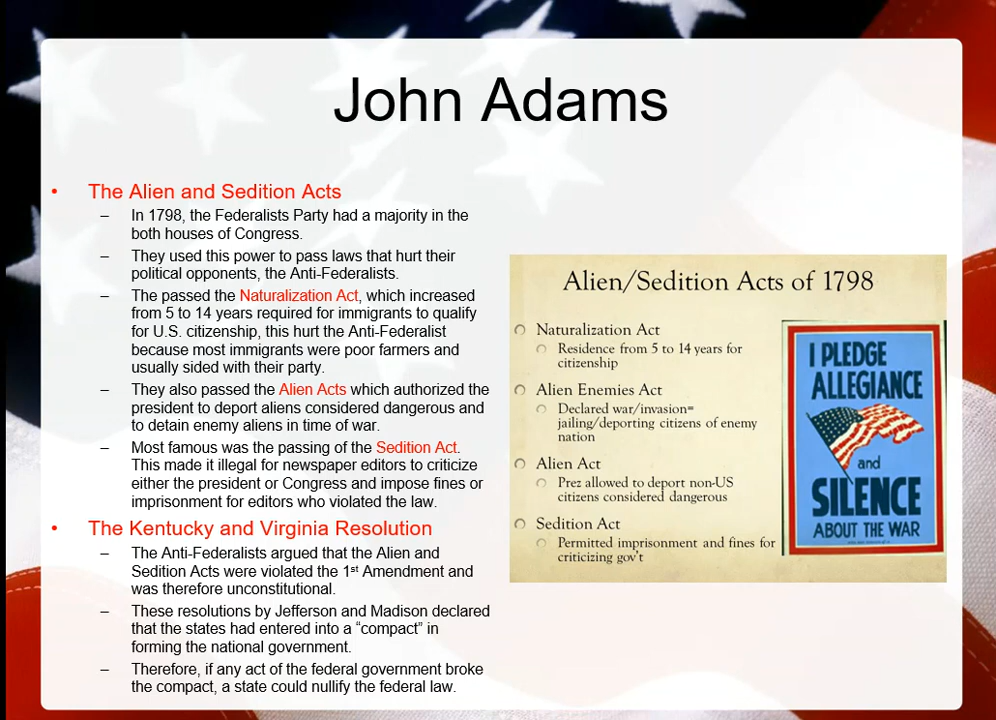 John Adams
• The Alien and Sedition Acts
– In 1798, the Federalists Party had a majority in the
both houses of Congress.
– They used this power to pass laws that hurt their
political opponents, the Anti-Federalists.
– The passed the Naturalization Act, which increased
from 5 to 14 years required for immigrants to qualify
for U.S. citizenship, this hurt the Anti-Federalist
because most immigrants were poor farmers and
usually sided with their party.
– They also passed the Alien Acts which authorized the
president to deport aliens considered dangerous and
to detain enemy aliens in time of war.
– Most famous was the passing of the Sedition Act.
This made it illegal for newspaper editors to criticize
either the president or Congress and impose fines or
imprisonment for editors who violated the law.
• The Kentucky and Virginia Resolution
– The Anti-Federalists argued that the Alien and
Sedition Acts were violated the 1st Amendment and
was therefore unconstitutional.
– These resolutions by Jefferson and Madison declared
that the states had entered into a “compact” in
forming the national government.
– Therefore, if any act of the federal government broke
the compact, a state could nullify the federal law.
Alien/Sedition Acts of 1798
Naturalization Act
Residence from 5 to 14 years for
citizenship
Alien Enemies Act
Declared war/invasion=
jailing/deporting citizens of enemy
nation
Alien Act
Prez allowed to deport non-US
citizens considered dangerous
Sedition Act
Permitted imprisonment and fines for
criticizing gov't
I PLEDGE
ALLEGIANCE
and
SILENCE
ABOUT THE WAR